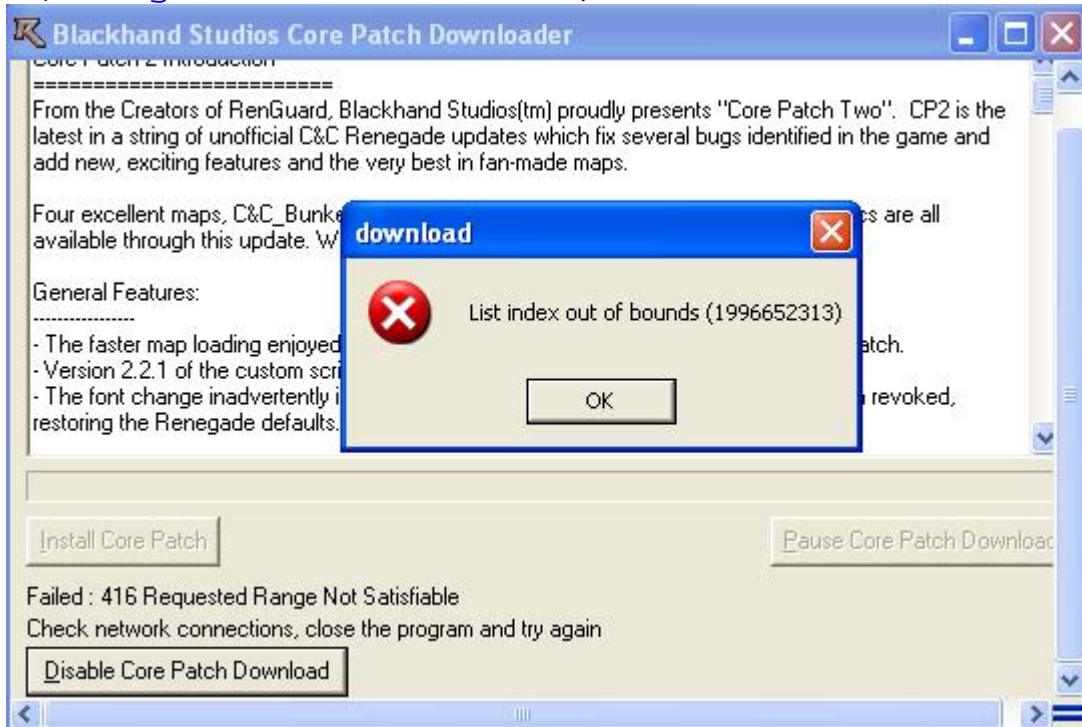 Blackhand Studios Core Patch Downloader
Core Patch 2 Introduction
=========================
From the Creators of RenGuard, Blackhand Studios(tm) proudly presents "Core Patch Two". CP2 is the
latest in a string of unofficial C&C Renegade updates which fix several bugs identified in the game and
add new, exciting features and the very best in fan-made maps.
Four excellent maps, C&C_Bunke cs are all
available through this update. W
download
List index out of bounds (1996652313)
OK
General Features:
----------------
- The faster map loading enjoyed atch.
- Version 2.2.1 of the custom scri
- The font change inadvertently i revoked,
restoring the Renegade defaults.
Install Core Patch
Pause Core Patch Downloac
Failed : 416 Requested Range Not Satisfiable
Check network connections, close the program and try again
Disable Core Patch Download